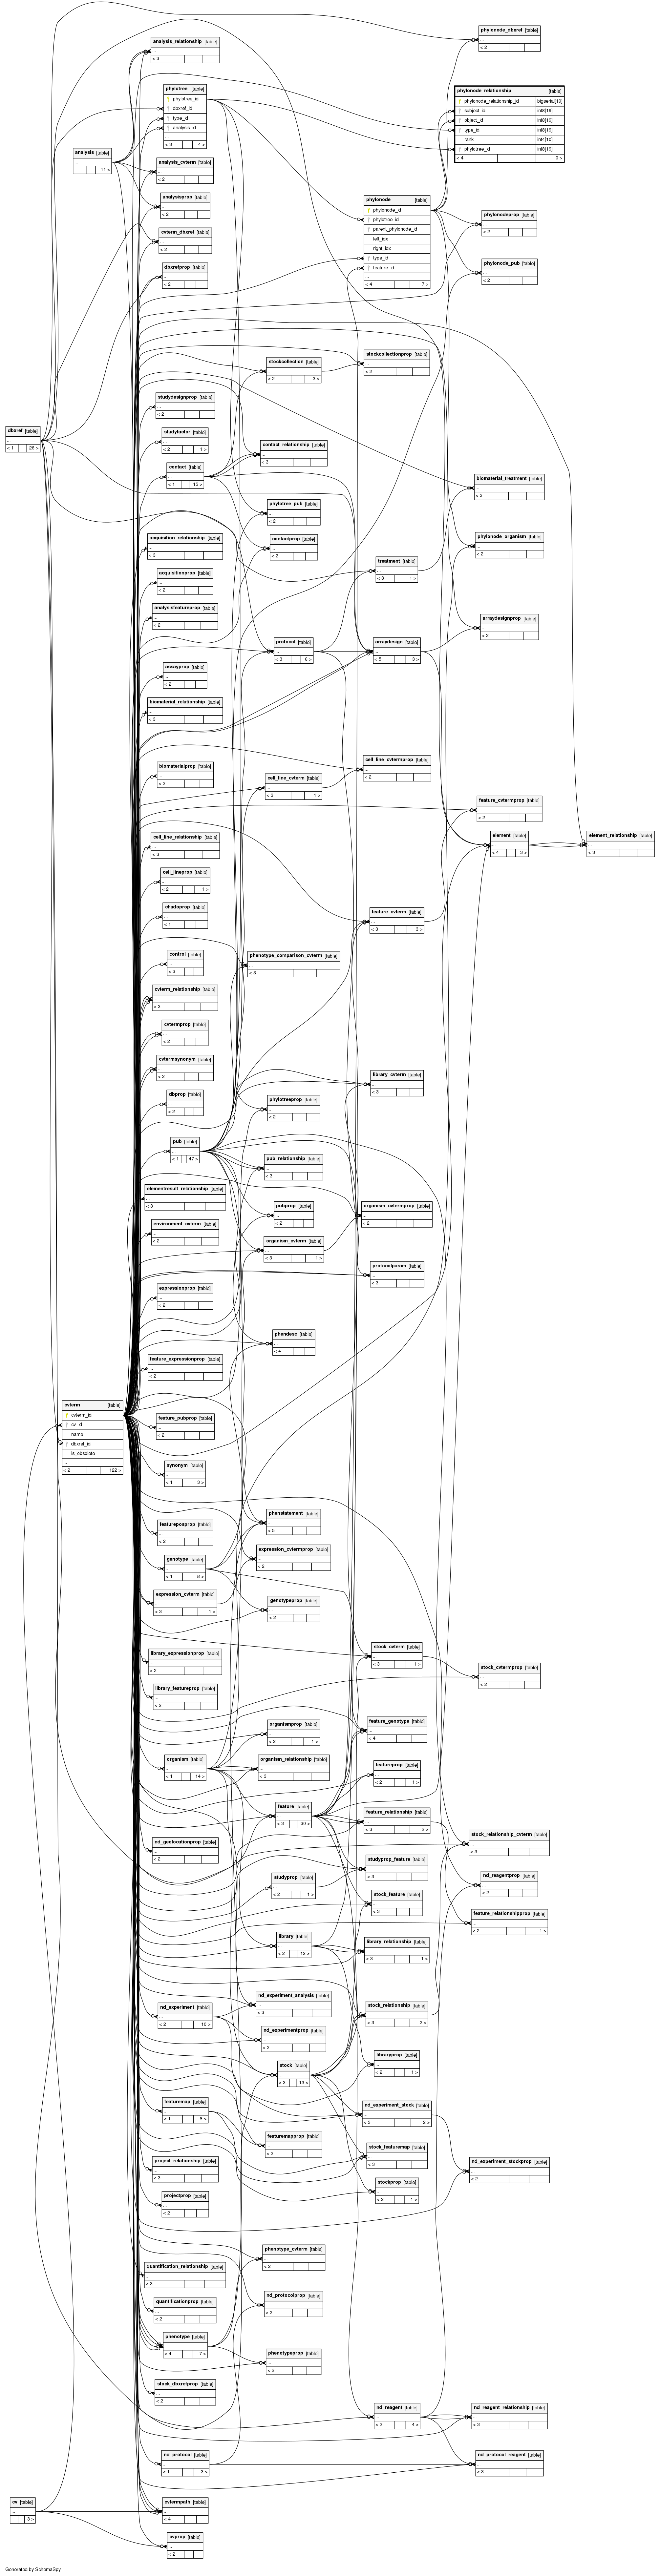 phylonode_dbxref [table]
...
< 2
analysis_relationship [table]
...
< 3
phylotree [table]
phylotree_id
dbxref_id
type_id
analysis_id
...
< 3 4 >
phylonode_relationship [table]
phylonode_relationship_id bigserial[19]
subject_id int8[19]
object_id int8[19]
type_id int8[19]
rank int4[10]
phylotree_id int8[19]
< 4 0 >
analysis [table]
...
11 >
analysis_cvterm [table]
...
< 2
analysisprop [table]
...
< 2
phylonode [table]
phylonode_id
phylotree_id
parent_phylonode_id
left_idx
right_idx
type_id
feature_id
...
< 4 7 >
phylonodeprop [table]
...
< 2
cvterm_dbxref [table]
...
< 2
dbxrefprop [table]
...
< 2
phylonode_pub [table]
...
< 2
stockcollection [table]
...
< 2 3 >
stockcollectionprop [table]
...
< 2
studydesignprop [table]
...
< 2
dbxref [table]
...
< 1 26 >
studyfactor [table]
...
< 2 1 >
contact_relationship [table]
...
< 3
contact [table]
...
< 1 15 >
biomaterial_treatment [table]
...
< 3
phylotree_pub [table]
...
< 2
acquisition_relationship [table]
...
< 3
contactprop [table]
...
< 2
phylonode_organism [table]
...
< 2
acquisitionprop [table]
...
< 2
treatment [table]
...
< 3 1 >
analysisfeatureprop [table]
...
< 2
arraydesignprop [table]
...
< 2
protocol [table]
...
< 3 6 >
arraydesign [table]
...
< 5 3 >
assayprop [table]
...
< 2
biomaterial_relationship [table]
...
< 3
biomaterialprop [table]
...
< 2
cell_line_cvterm [table]
...
< 3 1 >
cell_line_cvtermprop [table]
...
< 2
feature_cvtermprop [table]
...
< 2
cell_line_relationship [table]
...
< 3
element [table]
...
< 4 3 >
element_relationship [table]
...
< 3
cell_lineprop [table]
...
< 2 1 >
chadoprop [table]
...
< 1
feature_cvterm [table]
...
< 3 3 >
control [table]
...
< 3
phenotype_comparison_cvterm [table]
...
< 3
cvterm_relationship [table]
...
< 3
cvtermprop [table]
...
< 2
cvtermsynonym [table]
...
< 2
library_cvterm [table]
...
< 3
dbprop [table]
...
< 2
phylotreeprop [table]
...
< 2
pub [table]
...
< 1 47 >
pub_relationship [table]
...
< 3
elementresult_relationship [table]
...
< 3
pubprop [table]
...
< 2
organism_cvtermprop [table]
...
< 2
environment_cvterm [table]
...
< 2
organism_cvterm [table]
...
< 3 1 >
protocolparam [table]
...
< 3
expressionprop [table]
...
< 2
phendesc [table]
...
< 4
feature_expressionprop [table]
...
< 2
cvterm [table]
cvterm_id
cv_id
name
dbxref_id
is_obsolete
...
< 2 122 >
feature_pubprop [table]
...
< 2
synonym [table]
...
< 1 3 >
featureposprop [table]
...
< 2
phenstatement [table]
...
< 5
genotype [table]
...
< 1 8 >
expression_cvtermprop [table]
...
< 2
expression_cvterm [table]
...
< 3 1 >
genotypeprop [table]
...
< 2
library_expressionprop [table]
...
< 2
stock_cvterm [table]
...
< 3 1 >
stock_cvtermprop [table]
...
< 2
library_featureprop [table]
...
< 2
organismprop [table]
...
< 2 1 >
feature_genotype [table]
...
< 4
organism [table]
...
< 1 14 >
organism_relationship [table]
...
< 3
featureprop [table]
...
< 2 1 >
feature [table]
...
< 3 30 >
feature_relationship [table]
...
< 3 2 >
nd_geolocationprop [table]
...
< 2
stock_relationship_cvterm [table]
...
< 3
studyprop [table]
...
< 2 1 >
studyprop_feature [table]
...
< 3
nd_reagentprop [table]
...
< 2
stock_feature [table]
...
< 3
feature_relationshipprop [table]
...
< 2 1 >
library [table]
...
< 2 12 >
library_relationship [table]
...
< 3 1 >
nd_experiment [table]
...
< 2 10 >
nd_experiment_analysis [table]
...
< 3
stock_relationship [table]
...
< 3 2 >
nd_experimentprop [table]
...
< 2
stock [table]
...
< 3 13 >
libraryprop [table]
...
< 2 1 >
featuremap [table]
...
< 1 8 >
nd_experiment_stock [table]
...
< 3 2 >
featuremapprop [table]
...
< 2
stock_featuremap [table]
...
< 3
project_relationship [table]
...
< 3
nd_experiment_stockprop [table]
...
< 2
projectprop [table]
...
< 2
stockprop [table]
...
< 2 1 >
phenotype_cvterm [table]
...
< 2
quantification_relationship [table]
...
< 3
quantificationprop [table]
...
< 2
nd_protocolprop [table]
...
< 2
phenotype [table]
...
< 4 7 >
phenotypeprop [table]
...
< 2
stock_dbxrefprop [table]
...
< 2
nd_reagent [table]
...
< 2 4 >
nd_reagent_relationship [table]
...
< 3
nd_protocol [table]
...
< 1 3 >
nd_protocol_reagent [table]
...
< 3
cv [table]
...
3 >
cvtermpath [table]
...
< 4
cvprop [table]
...
< 2
Generated by SchemaSpy